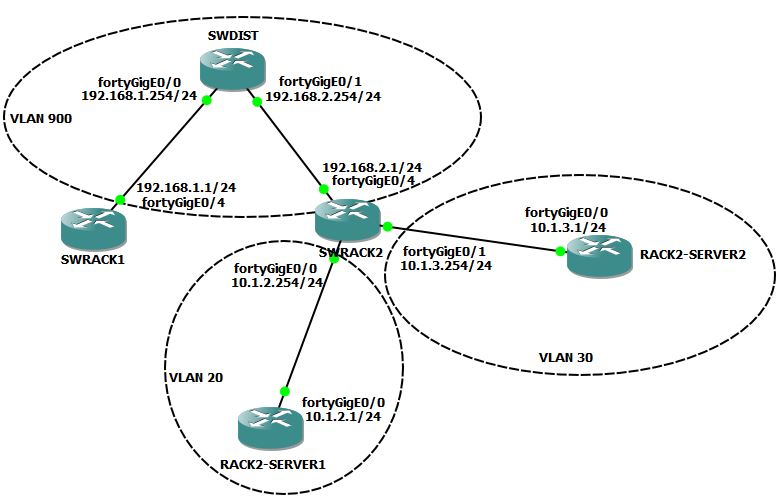 SWDIST
fortyGigE0/0
192.168.1.254/24
fortyGigE0/1
192.168.2.254/24
VLAN 900
192.168.1.1/24
fortyGigE0/4
192.168.2.1/24
fortyGigE0/4
SWRACK1
SWRACK2
fortyGigE0/0
10.1.2.254/24
fortyGigE0/1
10.1.3.254/24
fortyGigE0/0
10.1.3.1/24
RACK2-SERVER2
VLAN 30
VLAN 20
fortyGigE0/0
10.1.2.1/24
RACK2-SERVER1